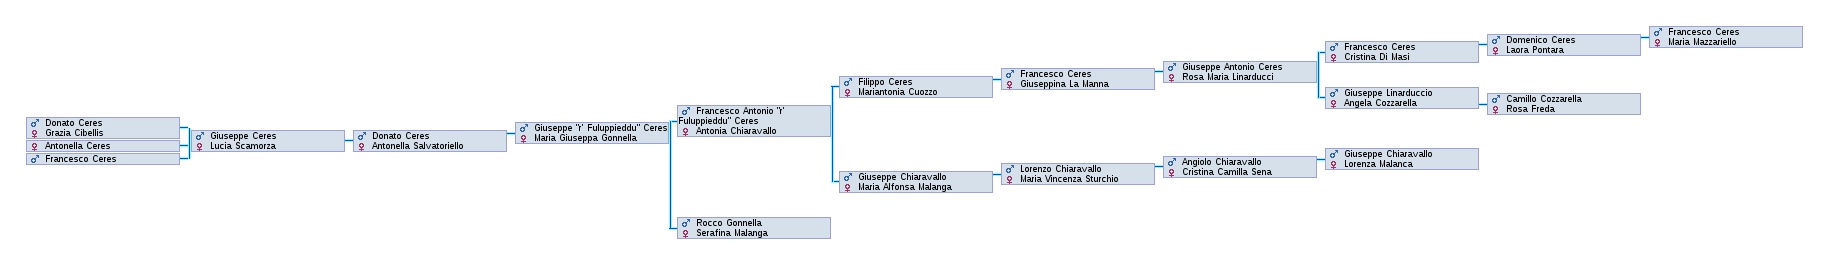 Donato Ceres
Grazia Cibellis
Antonella Ceres
Francesco Ceres
Giuseppe Ceres
Lucia Scamorza
Donato Ceres
Antonella Salvatoriello
Giuseppe "r' Fuluppieddu" Ceres
Maria Giuseppa Gonnella
Francesco Antonio "r'
Fuluppieddu" Ceres
Antonia Chiaravallo
Rocco Gonnella
Serafina Malanga
Filippo Ceres
Mariantonia Cuozzo
Giuseppe Chiaravallo
Maria Alfonsa Malanga
Francesco Ceres
Giuseppina La Manna
Lorenzo Chiaravallo
Maria Vincenza Sturchio
Giuseppe Antonio Ceres
Rosa Maria Linarducci
Angiolo Chiaravallo
Cristina Camilla Sena
Francesco Ceres
Cristina Di Masi
Giuseppe Linarduccio
Angela Cozzarella
Giuseppe Chiaravallo
Lorenza Malanca
Domenico Ceres
Laora Pontara
Camillo Cozzarella
Rosa Freda
Francesco Ceres
Maria Mazzariello